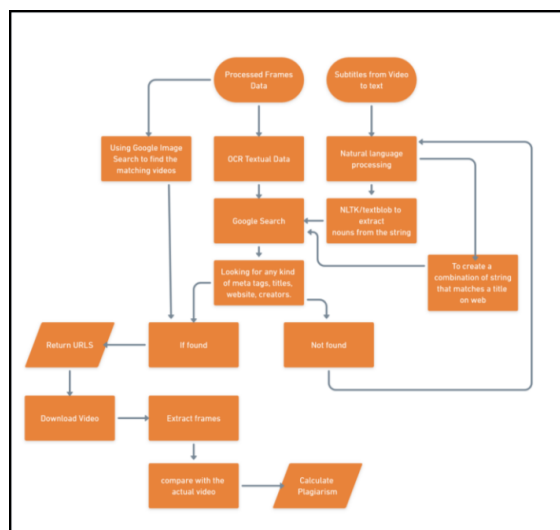 Processed Frames
Data
Subtitles from Video
to text
Using Google Image
Search to find the
matching videos
OCR Textual Data
Natural language
processing
Google Search
NLTK/textblob to
extract
nouns from the string
Looking for any kind
of meta tags, titles,
website, creators.
To create a
combination of string
that matches a title
on web
Return URLS
If found
Not found
Download Video
Extract frames
compare with the
actual video
Calculate
Plagiarism